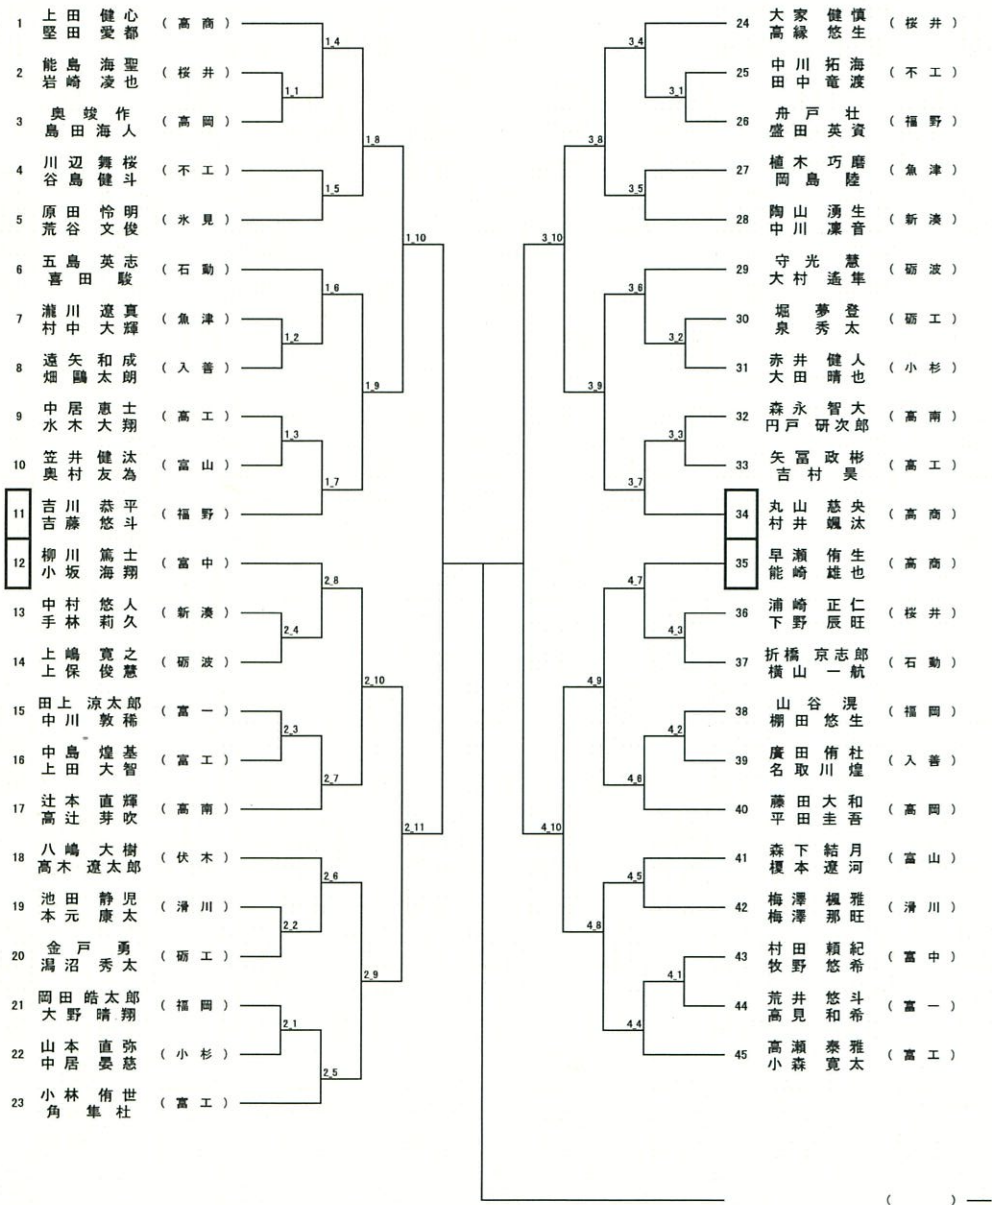 1 上田 健心 (高商)
堅田 愛都
2 能島 海聖 (桜井)
岩崎 凌也
3 奥 竣作 (高岡)
島田海人
4 川辺 舞桜 (不工)
谷島健斗
5 原田 怜明 (氷見)
荒谷 文俊
6 五島 英志 (石動)
喜田 駿
7 瀧川 遼真 (魚津)
村中 大輝
8 遠矢 和成 (入善)
畑 鷗太朗
9 中居 恵士 (高工)
水木 大翔
10 笠井 健汰 (富山)
奥村 友為
11 吉川 恭平 (福野)
吉藤 悠斗
12 柳川 篤士 (富中)
小坂 海翔
13 中村 悠人 (新湊)
手林 莉久
14 上嶋 寛之 (砺波)
上保 俊慧
15 田上 涼太郎 (富一)
中川 敦稀
16 中島 煌基 (富工)
上田 大智
17 辻本 直輝 (高南)
高辻 芽吹
18 八嶋 大樹 (伏木)
高木 遼太郎
19 池田 静児 (滑川)
本元 康太
20 金戸 勇 (砺工)
潟沼 秀太
21 岡田 皓太郎 (福岡)
大野 晴翔
22 山本 直弥 (小杉)
中居 晏慈
23 小林 侑世 (富工)
角 隼杜
1_4
1_1
1_8
1_5
1_10
1_6
1_2
1_9
1_3
1_7
2_8
2_4
2_10
2_3
2_7
2_11
2_6
2_2
2_9
2_1
2_5
24 大家 健慎 (桜井)
高縁 悠生
25 中川 拓海 (不工)
田中 竜渡
26 舟戸 壮 (福野)
盛田 英資
27 植木 巧磨 (魚津)
岡島 陸
28 陶山 湧生 (新湊)
中川 凜音
29 守光 慧 (砺波)
大村 遙隼
30 堀 夢登 (砺工)
泉 秀太
31 赤井 健人 (小杉)
大田 晴也
32 森永 智大 (高南)
円戸 研次郎
33 矢冨 政彬 (高工)
吉村 昊
34 丸山 慈央 (高商)
村井 颯汰
35 早瀬 侑生 (高商)
能崎 雄也
36 浦崎 正仁 (桜井)
下野 辰旺
37 折橋 京志郎 (石動)
横山 一航
38 山谷 滉 (福岡)
棚田 悠生
39 廣田 侑杜 (入善)
名取川 煌
40 藤田 大和 (高岡)
平田 圭吾
41 森下 結月 (富山)
榎本 遼河
42 梅澤 楓雅 (滑川)
梅澤 那旺
43 村田 頼紀 (富中)
牧野 悠希
44 荒井 悠斗 (富一)
高見 和希
45 高瀬 泰雅 (富工)
小森 寛太
3_4
3_1
3_8
3_5
3_10
3_6
3_2
3_9
3_3
3_7
4_7
4_3
4_9
4_2
4_6
4_10
4_5
4_8
4_1
4_4
( )